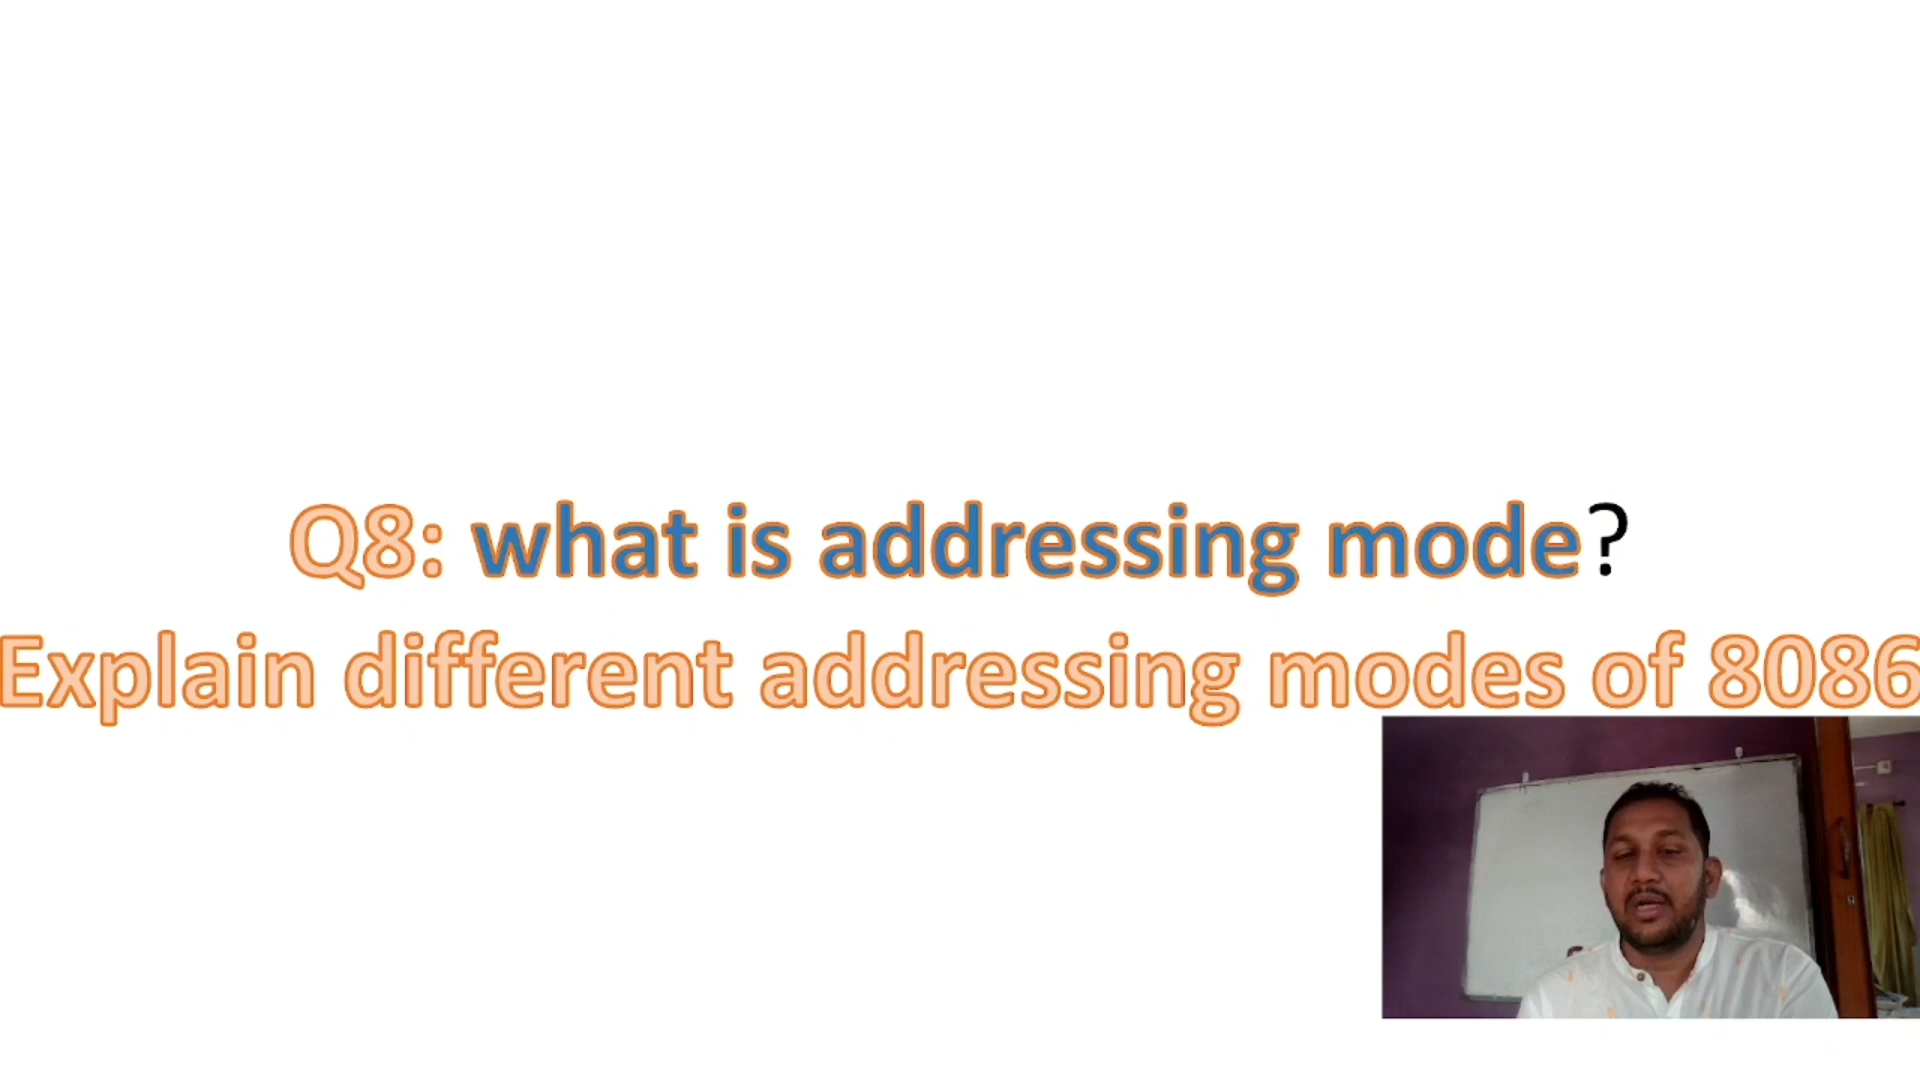 Q8: what is addressing mode?
Explain different addressing modes of 8086